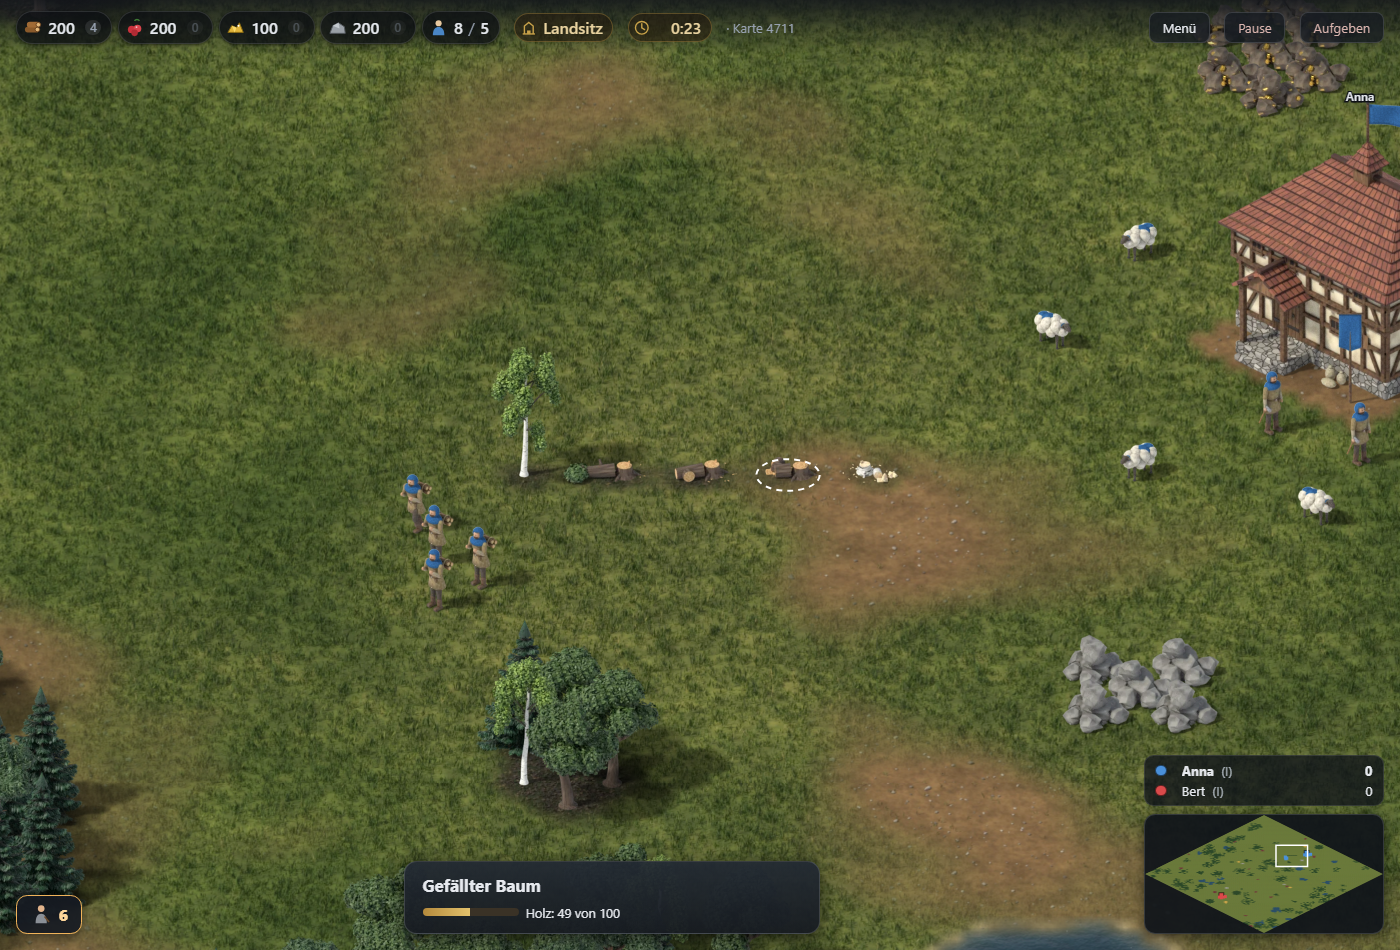 200 4 200 0 100 0 200 0 8 / 5 Landsitz 0:23 · Karte 4711 Menü Pause Aufgeben
Anna
Anna (I) 0
Bert (I) 0
Gefällter Baum
Holz: 49 von 100
6